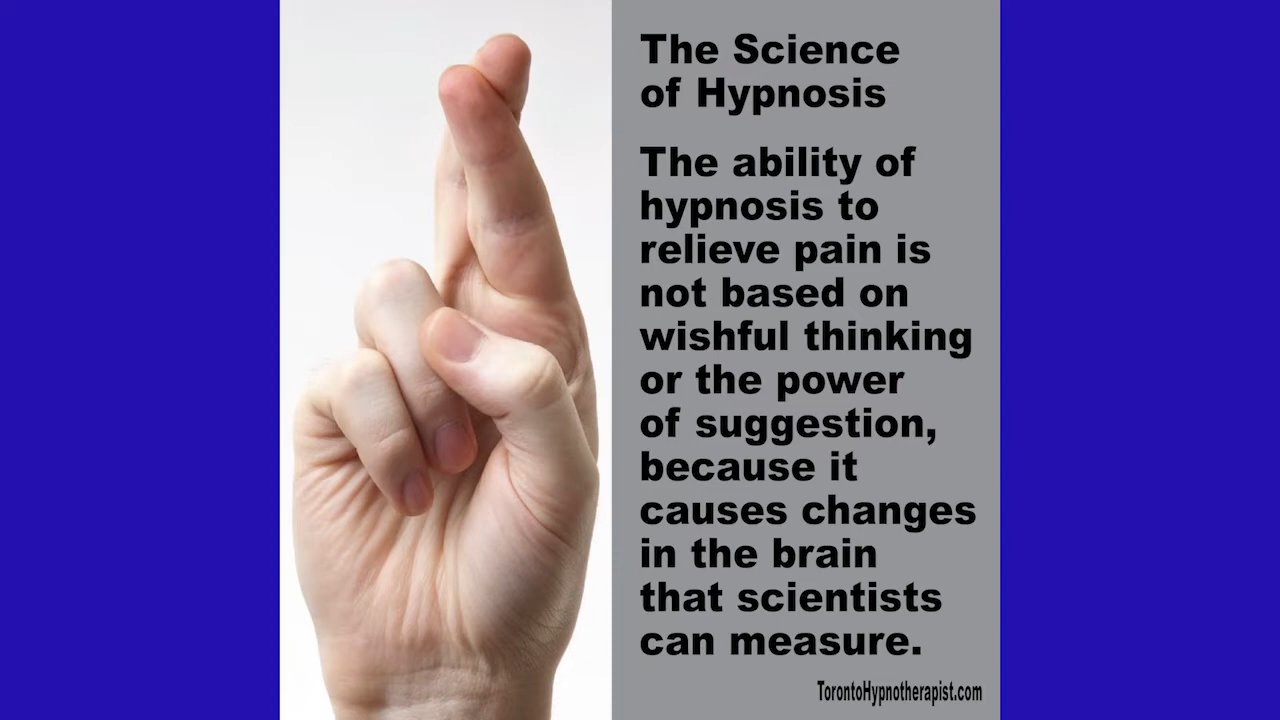 The Science
of Hypnosis
The ability of
hypnosis to
relieve pain is
not based on
wishful thinking
or the power
of suggestion,
because it
causes changes
in the brain
that scientists
can measure.
TorontoHypnotherapist.com